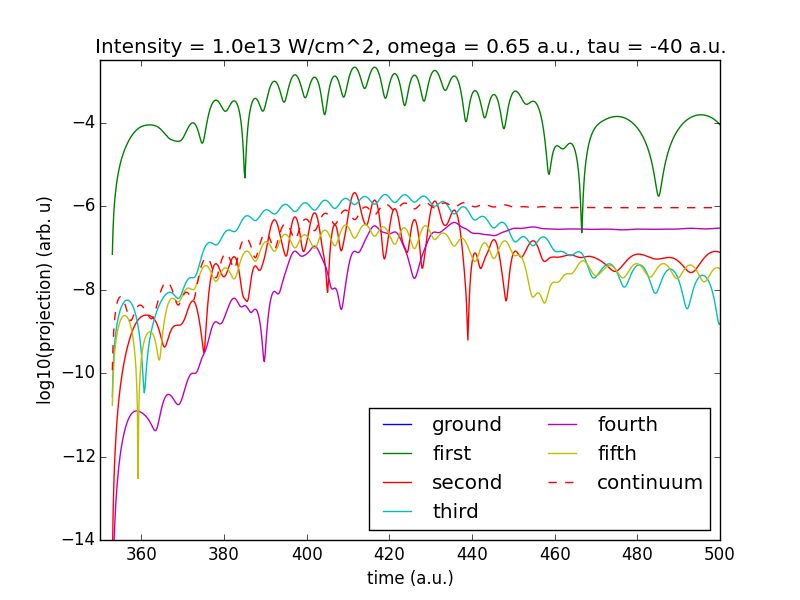 Intensity = 1.0e13 W/cm^2, omega = 0.65 a.u., tau = -40 a.u.
log10(projection) (arb. u)
−4
−6
−8
−10
−12
−14
ground
first
second
third
fourth
fifth
continuum
360
380
400
420
440
460
480
500
time (a.u.)